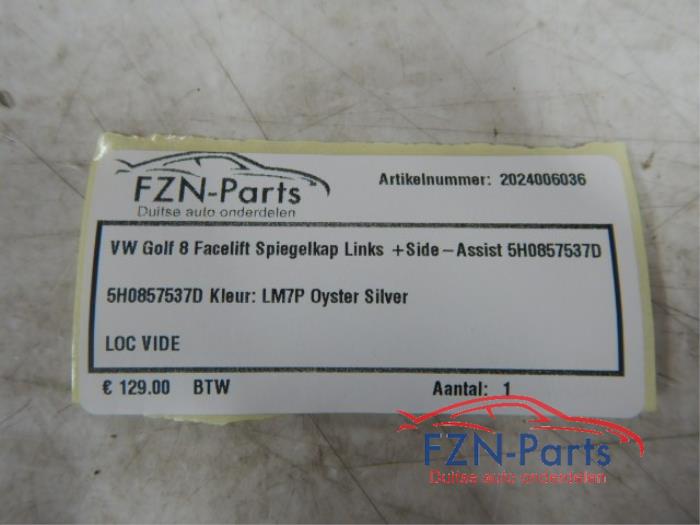 FZN-Parts
Duitse auto onderdelen
Artikelnummer: 2024006036
VW Golf 8 Facelift Spiegelkap Links +Side-Assist 5H0857537D
5H0857537D Kleur: LM7P Oyster Silver
LOC VIDE
€ 129.00 BTW Aantal: 1
FZN-Parts
Duitse auto onderdelen